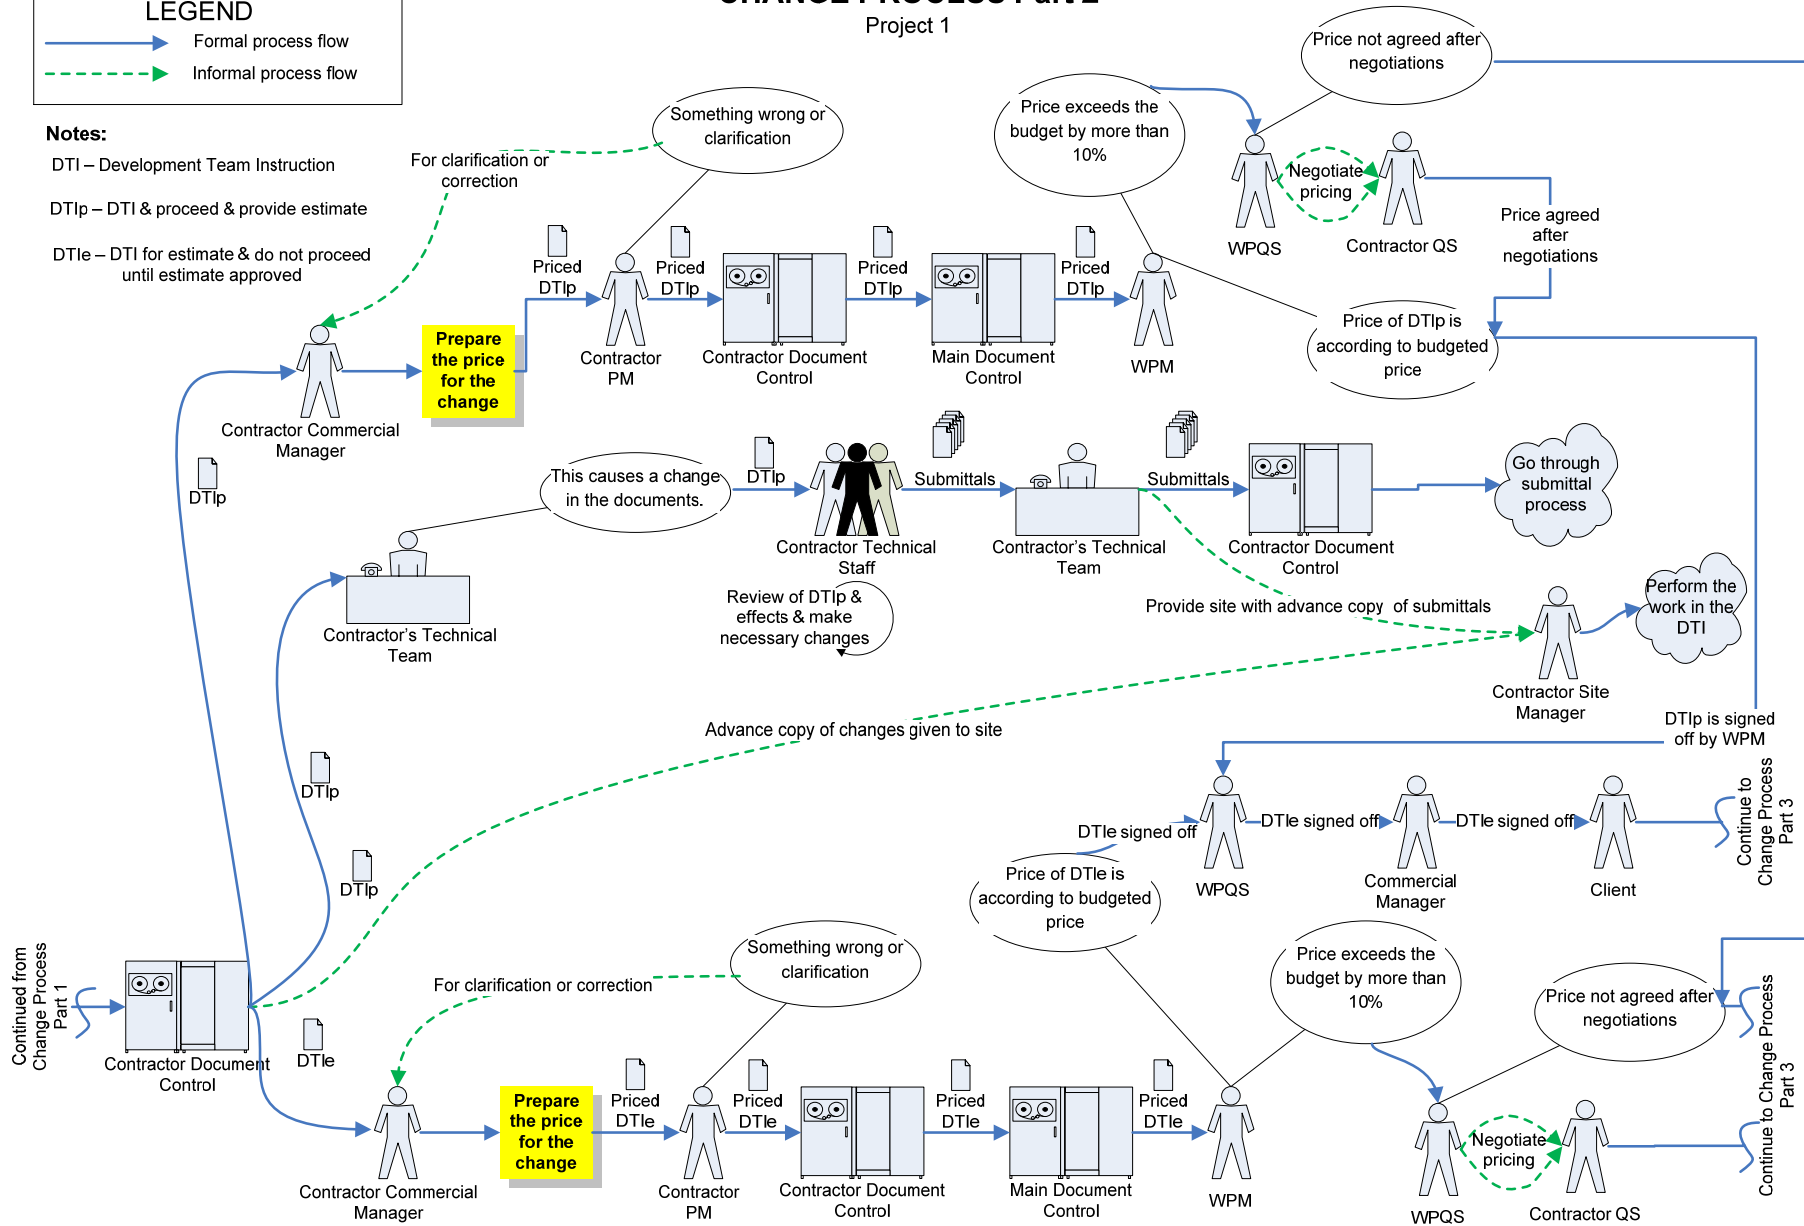 CHANGE PROCESS Part 2
Project 1
LEGEND
Formal process flow
Informal process flow
Notes:
DTI – Development Team Instruction
DTIp – DTI & proceed & provide estimate
DTIe – DTI for estimate & do not proceed
until estimate approved
Something wrong or
clarification
For clarification or
correction
Price exceeds the
budget by more than
10%
Price not agreed after
negotiations
Negotiate
pricing
WPQS
Contractor QS
Price agreed
after
negotiations
Priced
DTIp
Priced
DTIp
Priced
DTIp
Priced
DTIp
Prepare
the price
for the
change
Contractor
PM
Contractor Document
Control
Main Document
Control
WPM
Price of DTIp is
according to budgeted
price
Contractor Commercial
Manager
DTIp
This causes a change
in the documents.
DTIp
Submittals
Submittals
Go through
submittal
process
Contractor Technical
Staff
Contractor's Technical
Team
Contractor Document
Control
Review of DTIp &
effects & make
necessary changes
Provide site with advance copy of submittals
Perform the
work in the
DTI
Contractor's Technical
Team
Contractor Site
Manager
Advance copy of changes given to site
DTIp is signed
off by WPM
DTIp
DTIp
DTIe signed off
DTIe signed off
DTIe signed off
WPQS
Commercial
Manager
Client
Continue to
Change Process
Part 3
Price of DTIe is
according to budgeted
price
Something wrong or
clarification
Price exceeds the
budget by more than
10%
Price not agreed after
negotiations
Continued from
Change Process
Part 1
Contractor Document
Control
DTIe
For clarification or correction
Prepare
the price
for the
change
Priced
DTIe
Priced
DTIe
Priced
DTIe
Priced
DTIe
Contractor Commercial
Manager
Contractor
PM
Contractor Document
Control
Main Document
Control
WPM
Negotiate
pricing
WPQS
Contractor QS
Continue to Change Process
Part 3